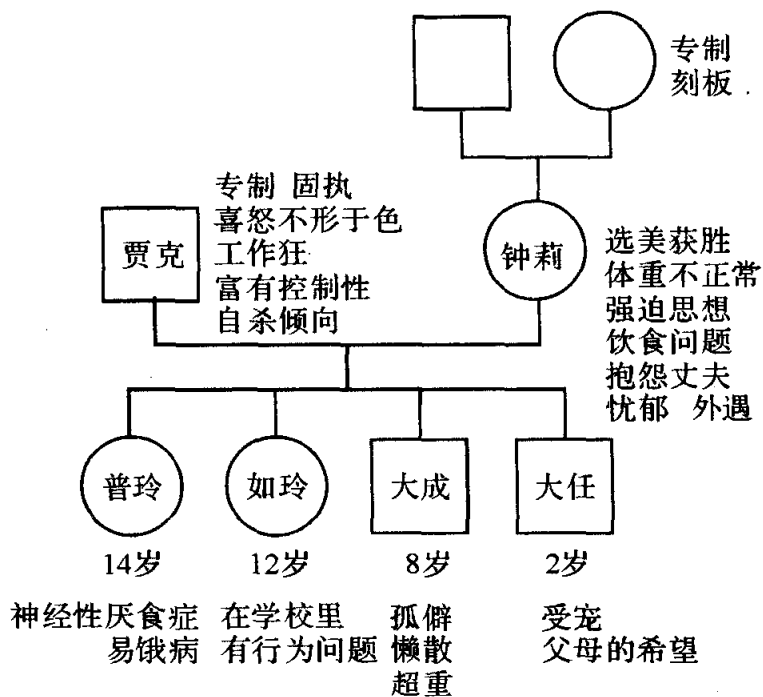 专制
刻板
贾克
专制 固执
喜怒不形于色
工作狂
富有控制性
自杀倾向
钟莉
选美获胜
体重不正常
强迫思想
饮食问题
抱怨丈夫
忧郁 外遇
普玲
如玲
大成
大任
14岁
12岁
8岁
2岁
神经性厌食症
易饿病
在学校里
有行为问题
孤僻
懒散
超重
受宠
父母的希望